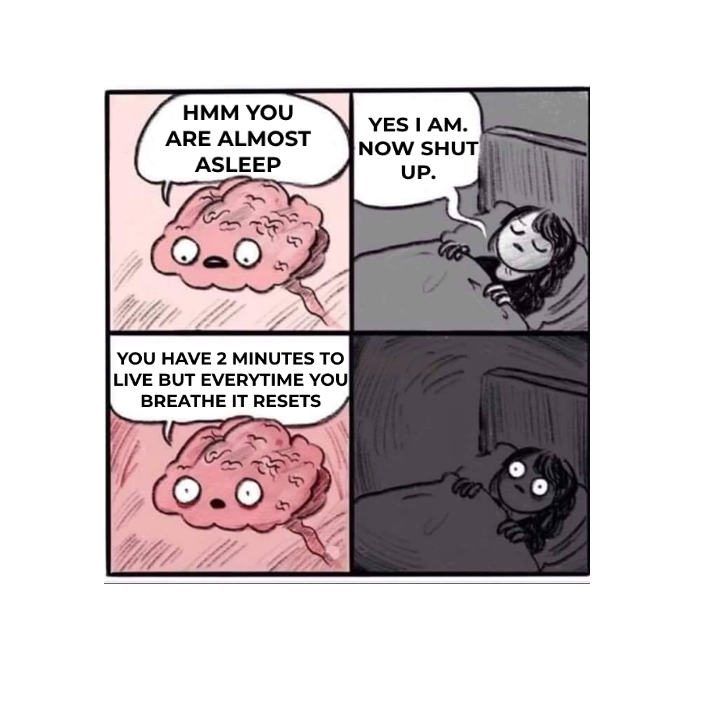 HMM YOU
ARE ALMOST
ASLEEP
YES I AM.
NOW SHUT
UP.
YOU HAVE 2 MINUTES TO
LIVE BUT EVERYTIME YOU
BREATHE IT RESETS